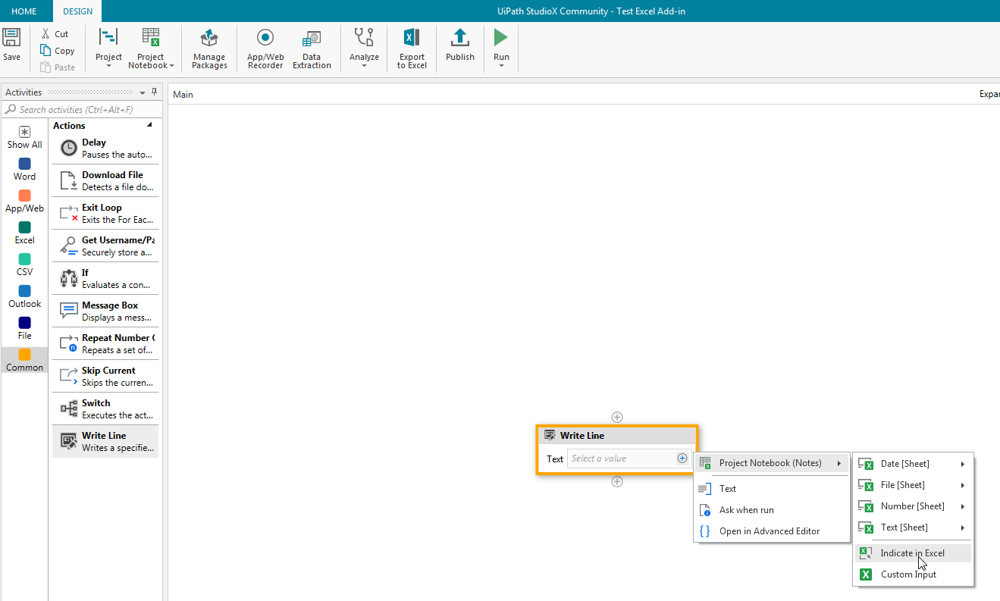 HOME
DESIGN
UiPath StudioX Community - Test Excel Add-in
Save
Cut
Copy
Paste
Project
Project
Notebook
Manage
Packages
App/Web
Recorder
Data
Extraction
Analyze
Export
to Excel
Publish
Run
Activities
Search activities (Ctrl+Alt+F)
Show All
Word
App/Web
Excel
CSV
Outlook
File
Common
Actions
Delay
Pauses the auto...
Download File
Detects a file do...
Exit Loop
Exits the For Eac...
Get Username/Pa
Securely store a...
If
Evaluates a con...
Message Box
Displays a mess...
Repeat Number
Repeats a set of...
Skip Current
Skips the curren...
Switch
Executes the act...
Write Line
Writes a specifie...
Main
Expan
Write Line
Text
Select a value
Project Notebook (Notes)
Text
Ask when run
Open in Advanced Editor
Date [Sheet]
File [Sheet]
Number [Sheet]
Text [Sheet]
Indicate in Excel
Custom Input